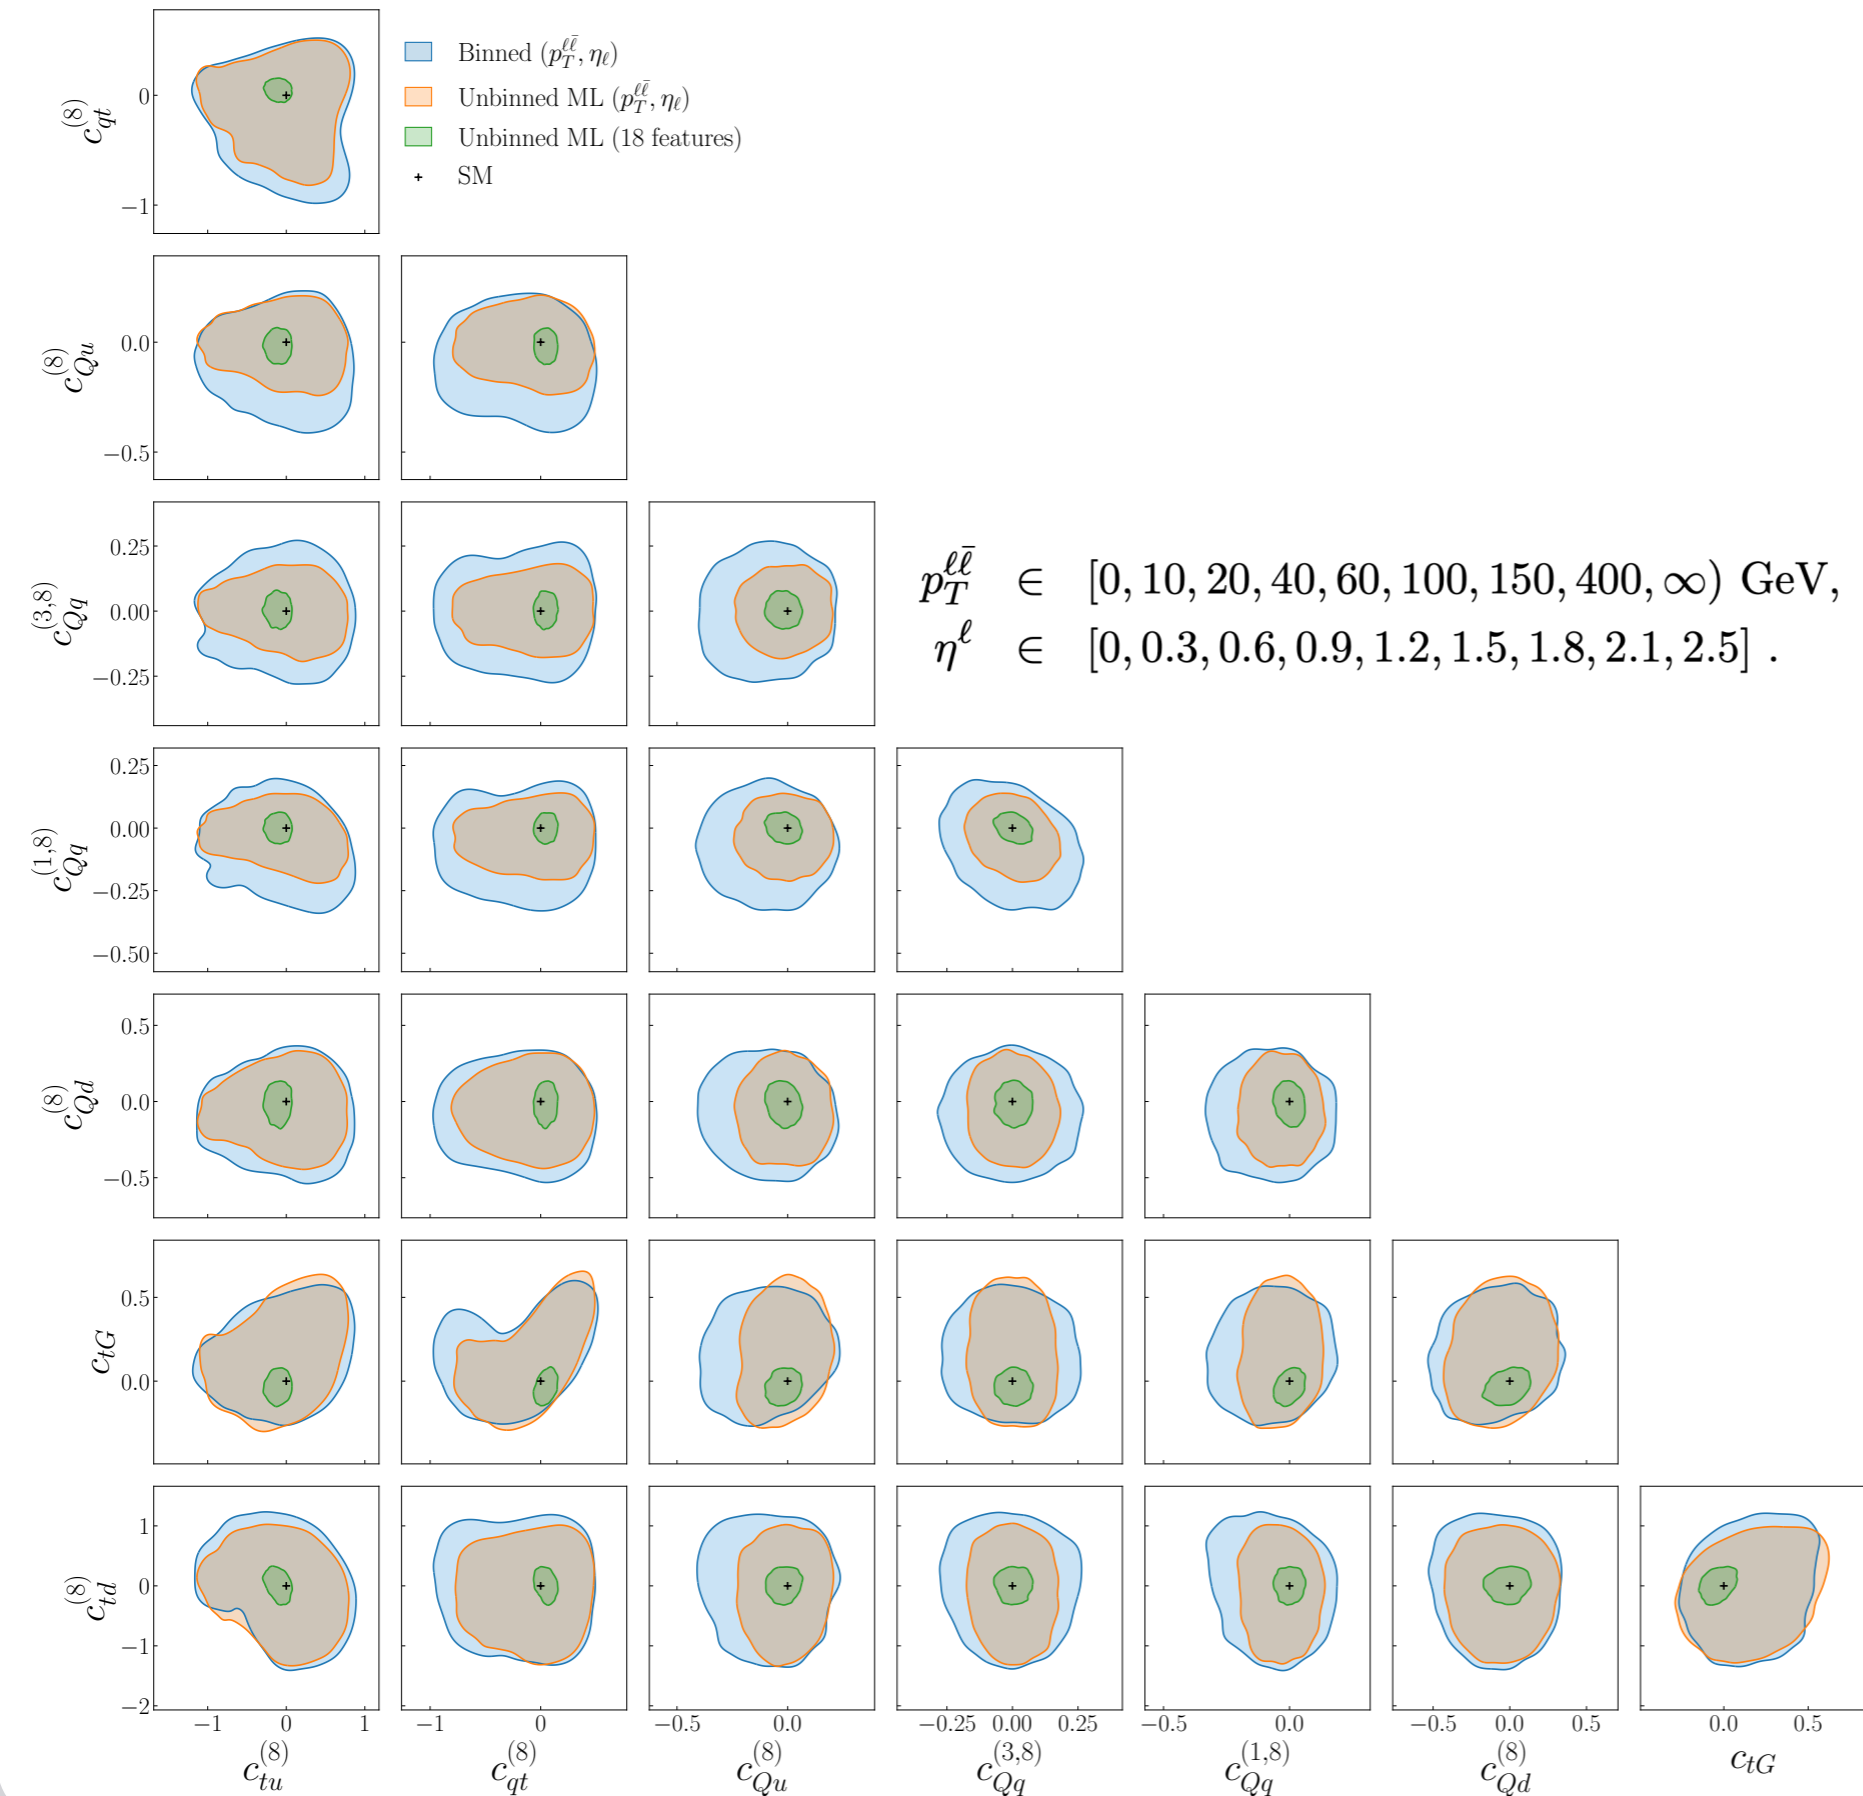 Binned (p_T^{ℓℓ̄}, η_ℓ)
Unbinned ML (p_T^{ℓℓ̄}, η_ℓ)
Unbinned ML (18 features)
SM
c_{qt}^{(8)}
0
−1
c_{Qu}^{(8)}
0.0
−0.5
c_{Qq}^{(3,8)}
0.25
0.00
−0.25
p_T^{ℓℓ̄} ∈ [0, 10, 20, 40, 60, 100, 150, 400, ∞) GeV,
η^ℓ ∈ [0, 0.3, 0.6, 0.9, 1.2, 1.5, 1.8, 2.1, 2.5] .
c_{Qq}^{(1,8)}
0.25
0.00
−0.25
−0.50
c_{Qd}^{(8)}
0.5
0.0
−0.5
c_{tG}
0.5
0.0
c_{td}^{(8)}
1
0
−1
−2
−1 0 1 −1 0 −0.5 0.0 −0.25 0.00 0.25 −0.5 0.0 −0.5 0.0 0.5 0.0 0.5
c_{tu}^{(8)} c_{qt}^{(8)} c_{Qu}^{(8)} c_{Qq}^{(3,8)} c_{Qq}^{(1,8)} c_{Qd}^{(8)} c_{tG}